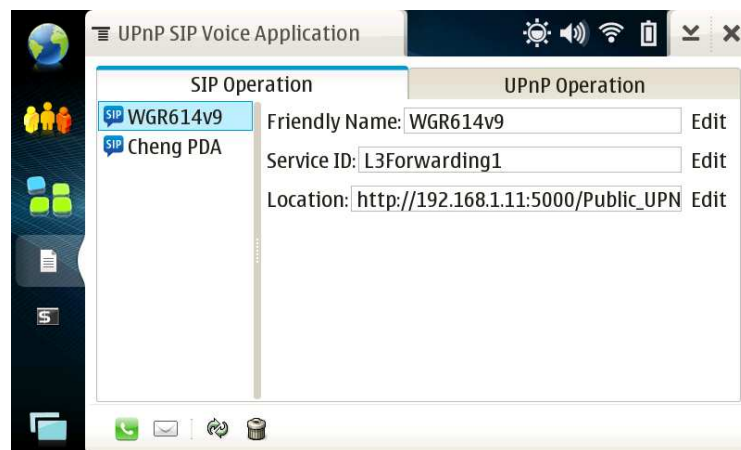 UPnP SIP Voice Application
SIP Operation
UPnP Operation
SIP WGR614v9
SIP Cheng PDA
Friendly Name: WGR614v9 Edit
Service ID: L3Forwarding1 Edit
Location: http://192.168.1.11:5000/Public_UPN Edit
$